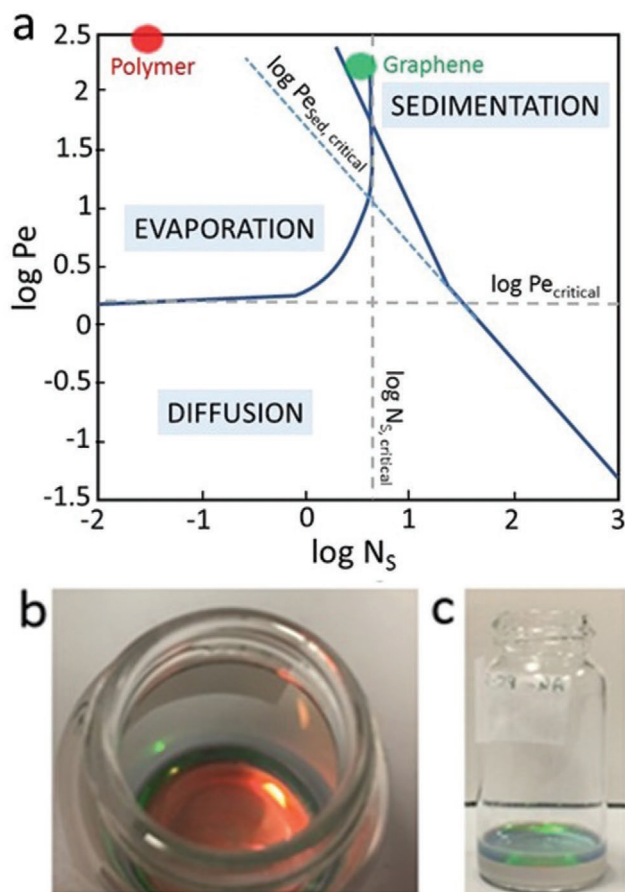 a
2.5
Polymer
Graphene
2
log Pe_Sed, critical
SEDIMENTATION
1.5
1
EVAPORATION
log Pe
0.5
log Pe_critical
0
DIFFUSION
log N_S, critical
-0.5
-1
-1.5
-2
-1
0
1
2
3
log N_S
b
c